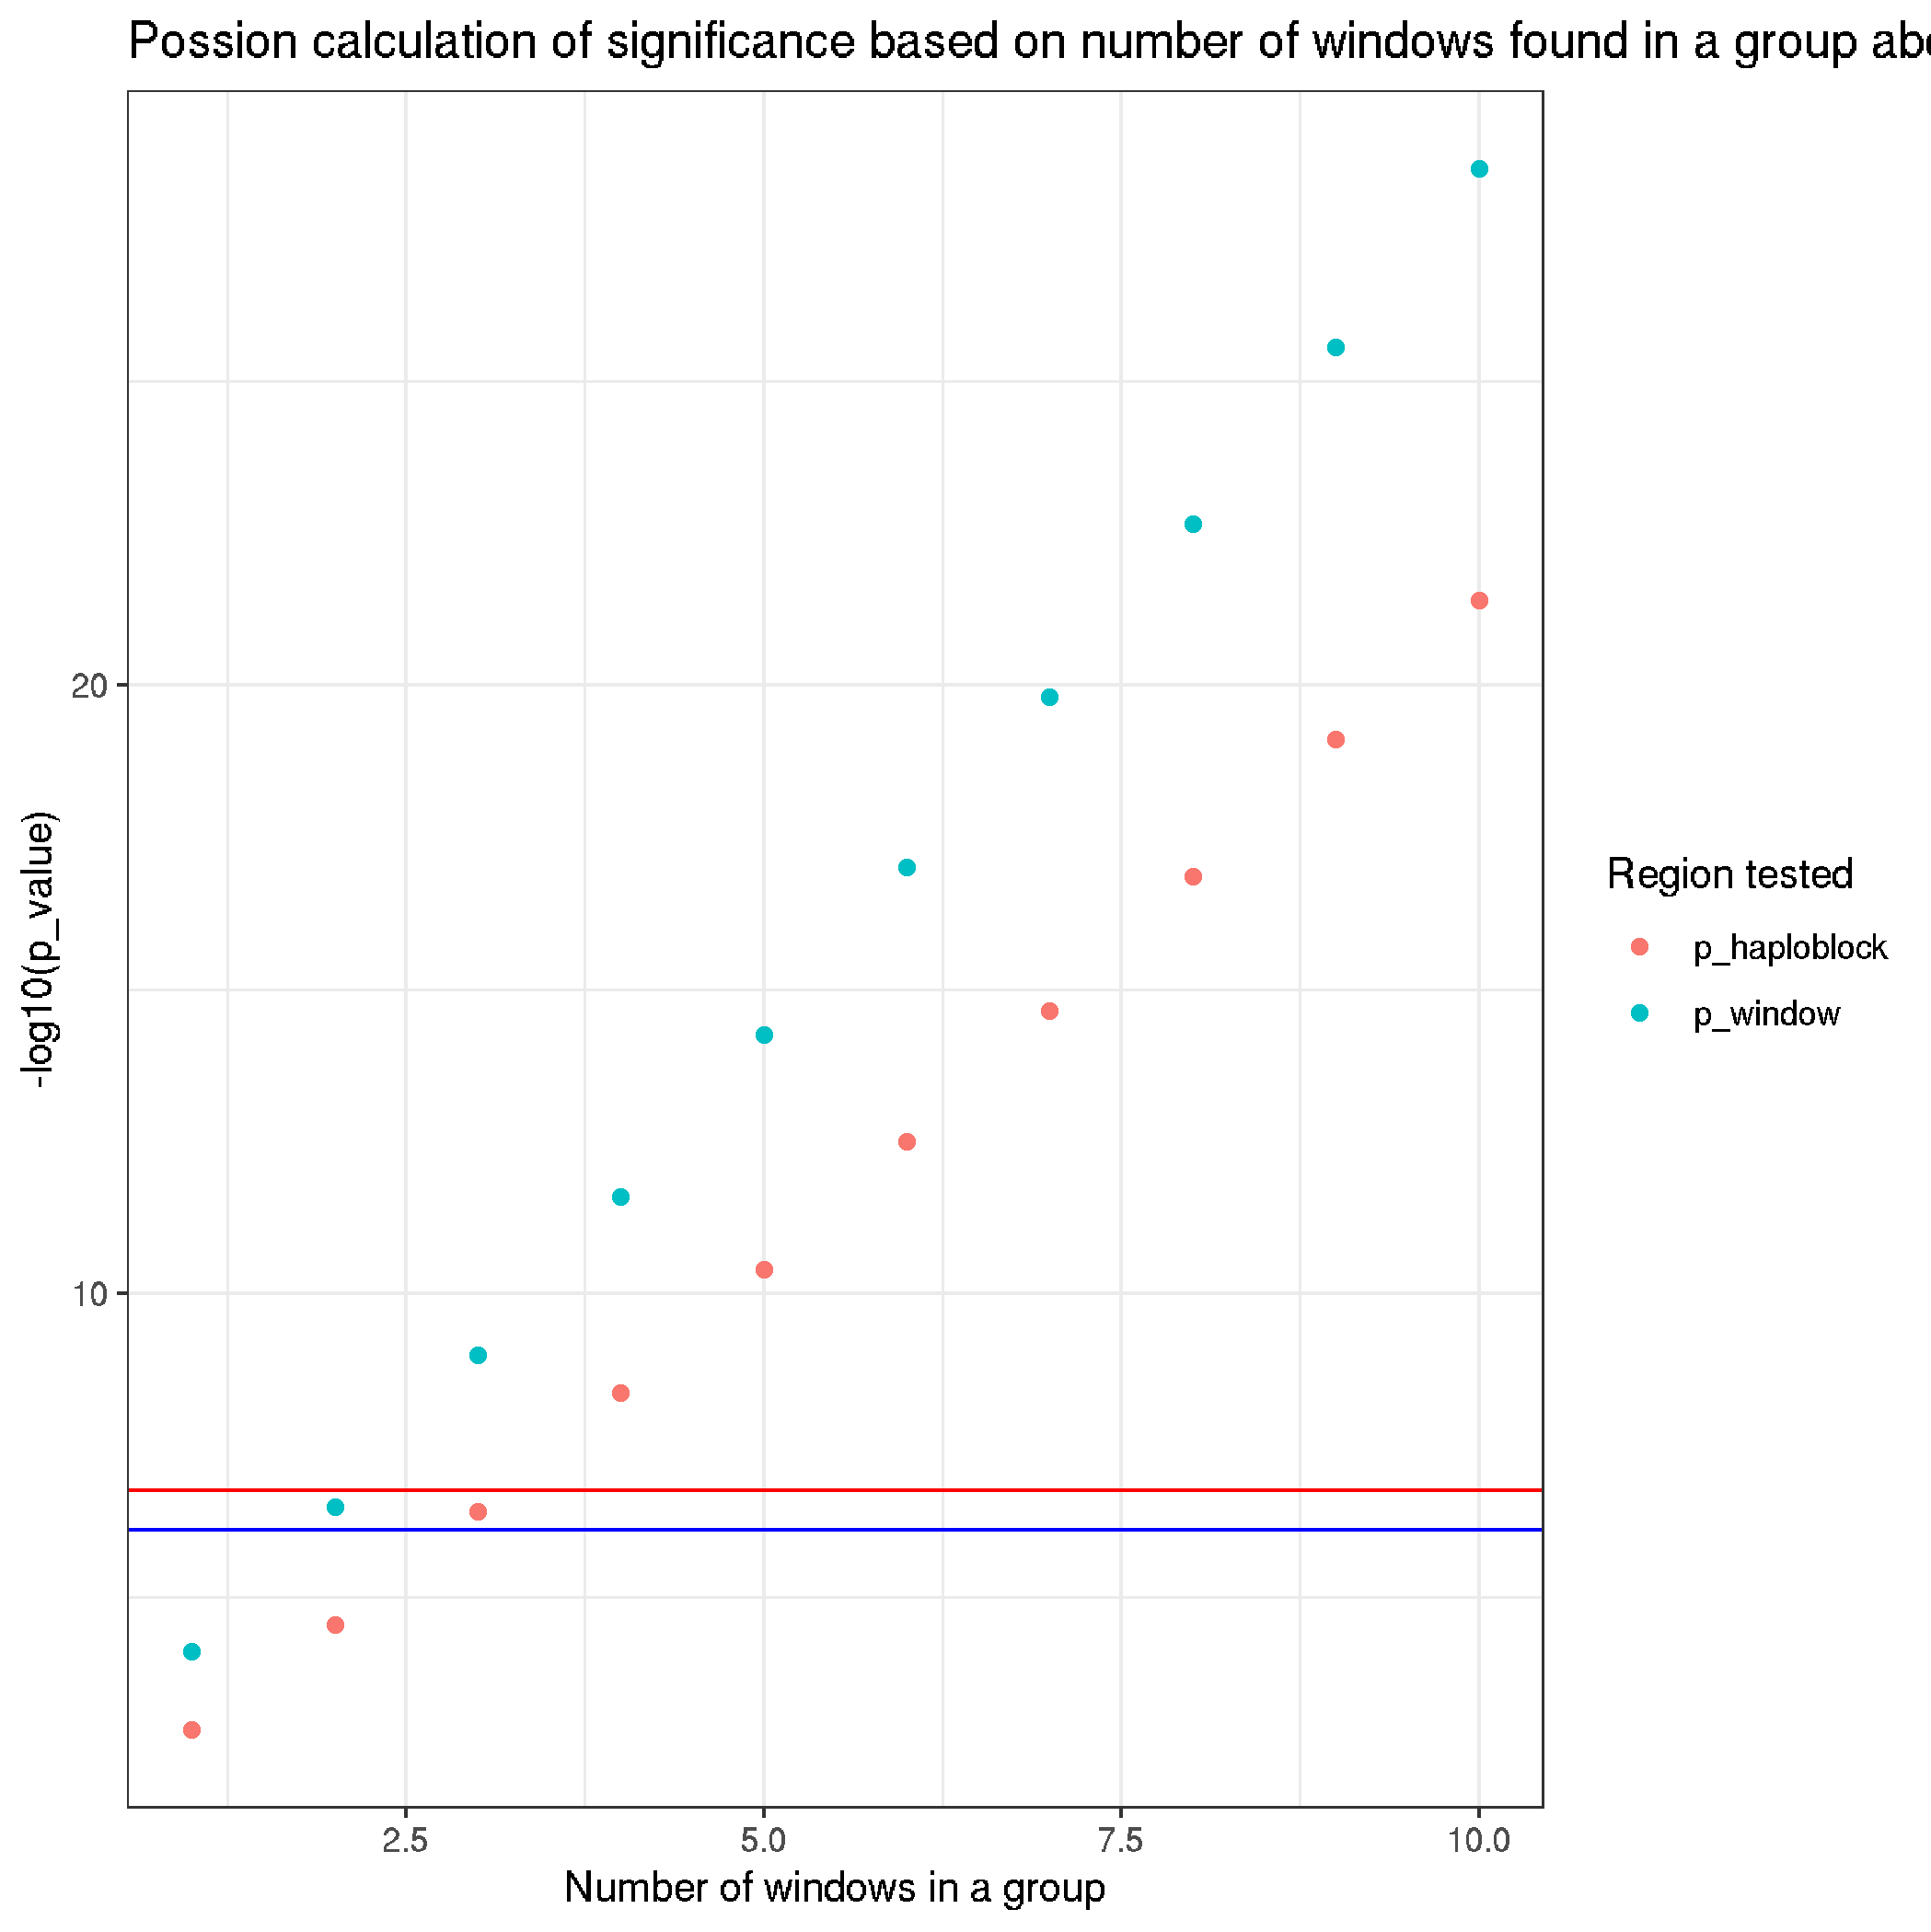 Possion calculation of significance based on number of windows found in a group
-log10(p_value)
20
10
2.5
5.0
7.5
10.0
Number of windows in a group
Region tested
p_haploblock
p_window